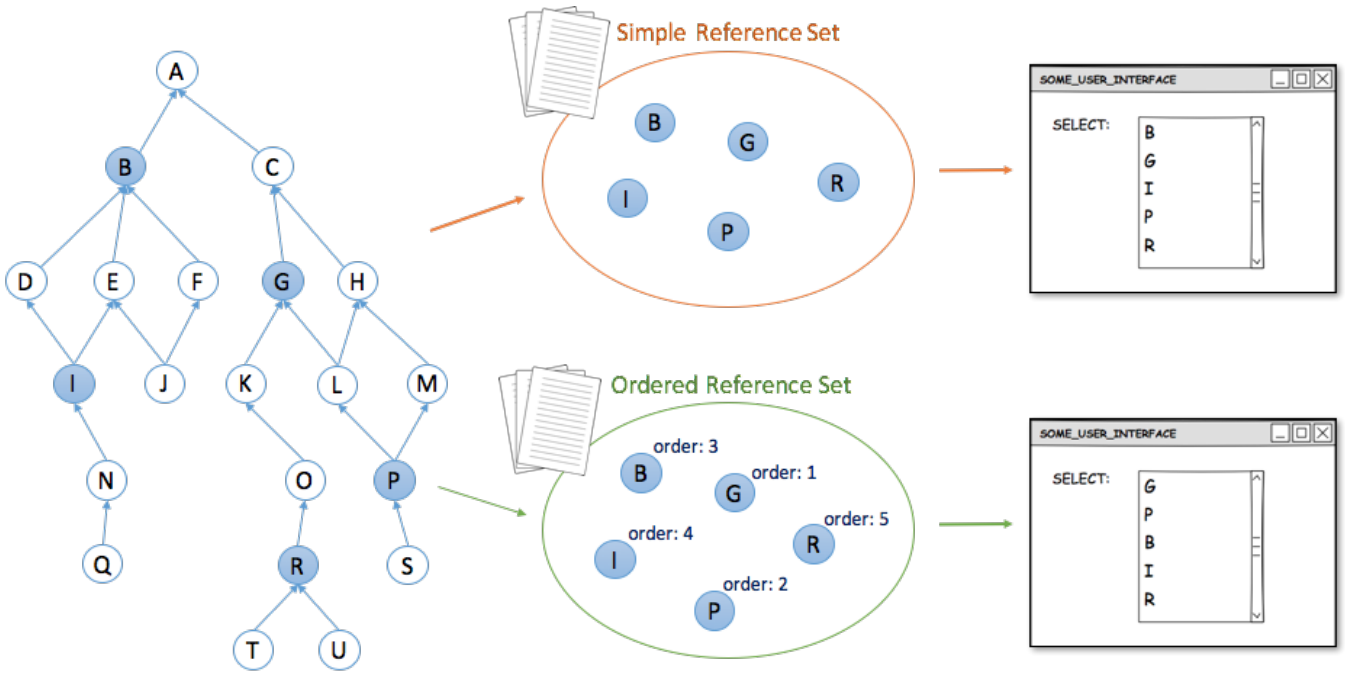 A
B
C
D
E
F
G
H
I
J
K
L
M
N
O
P
Q
R
S
T
U
Simple Reference Set
B
G
I
R
P
SOME_USER_INTERFACE
SELECT:
B
G
I
P
R
Ordered Reference Set
order: 3
B
order: 1
G
order: 5
R
order: 4
I
order: 2
P
SOME_USER_INTERFACE
SELECT:
G
P
B
I
R